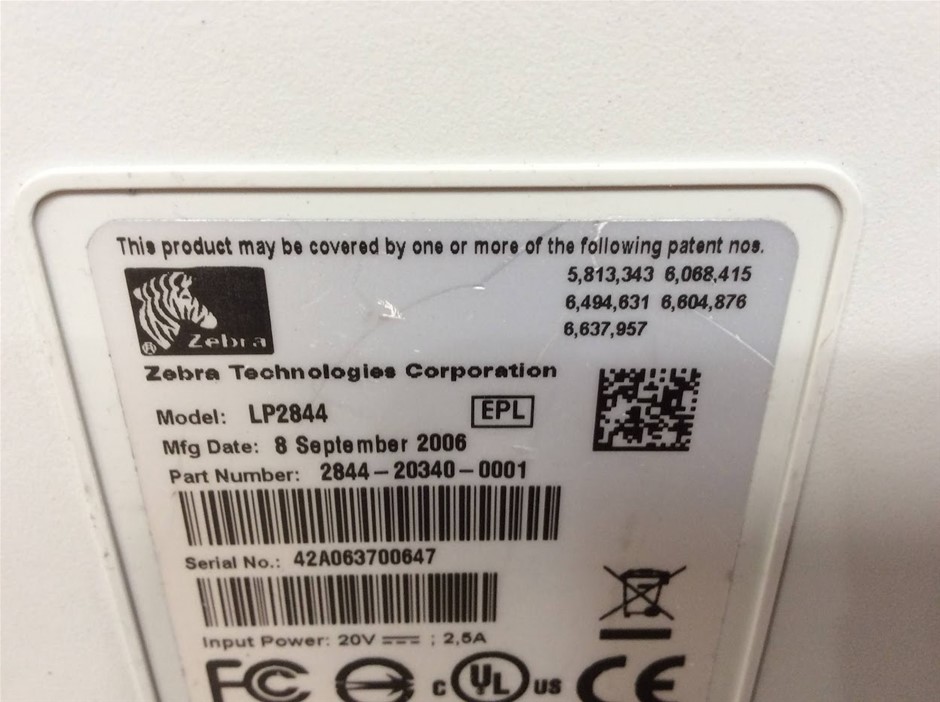 This product may be covered by one or more of the following patent nos.
5,813,343 6,068,415
6,494,631 6,604,876
6,637,957
Zebra
Zebra Technologies Corporation
Model: LP2844 EPL
Mfg Date: 8 September 2006
Part Number: 2844-20340-0001
Serial No.: 42A063700647
Input Power: 20V ⎓ : 2,5A
FC c UL US CE